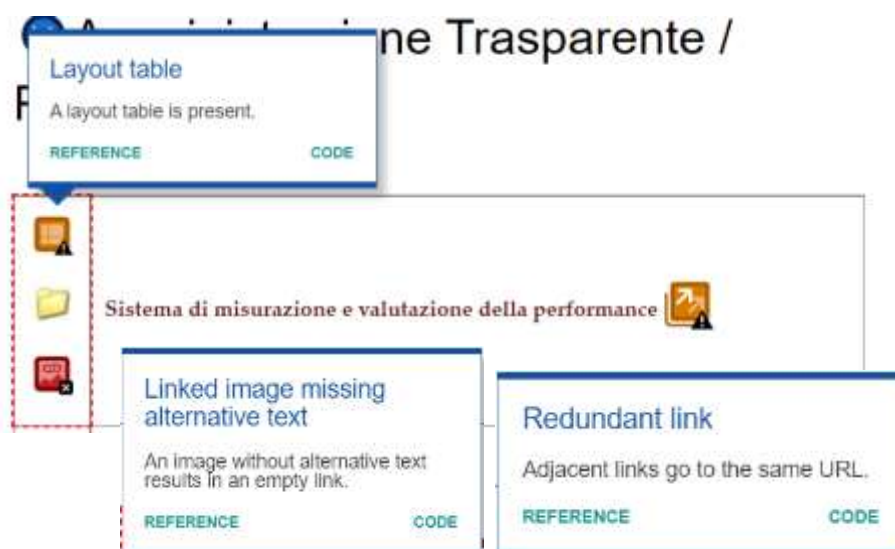 ne Trasparente /
Layout table
A layout table is present.
REFERENCE CODE
Sistema di misurazione e valutazione della performance
Linked image missing
alternative text
An image without alternative text
results in an empty link.
REFERENCE CODE
Redundant link
Adjacent links go to the same URL.
REFERENCE CODE